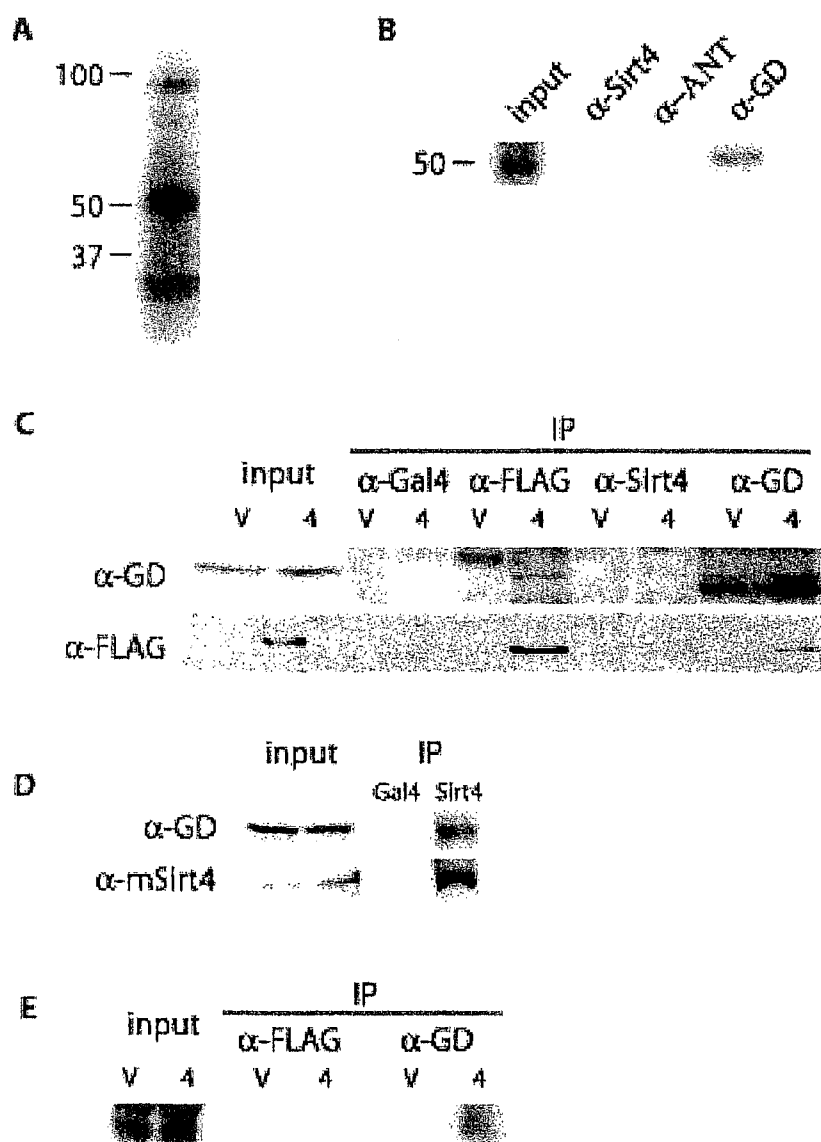 A
100 –
50 –
37 –
B
input α-Sirt4 α-ANT α-GD
50 –
C
IP
input α-Gal4 α-FLAG α-Sirt4 α-GD
V 4 V 4 V 4 V 4 V 4
α-GD
α-FLAG
D
input IP
Gal4 Sirt4
α-GD
α-mSirt4
E
IP
input α-FLAG α-GD
V 4 V 4 V 4